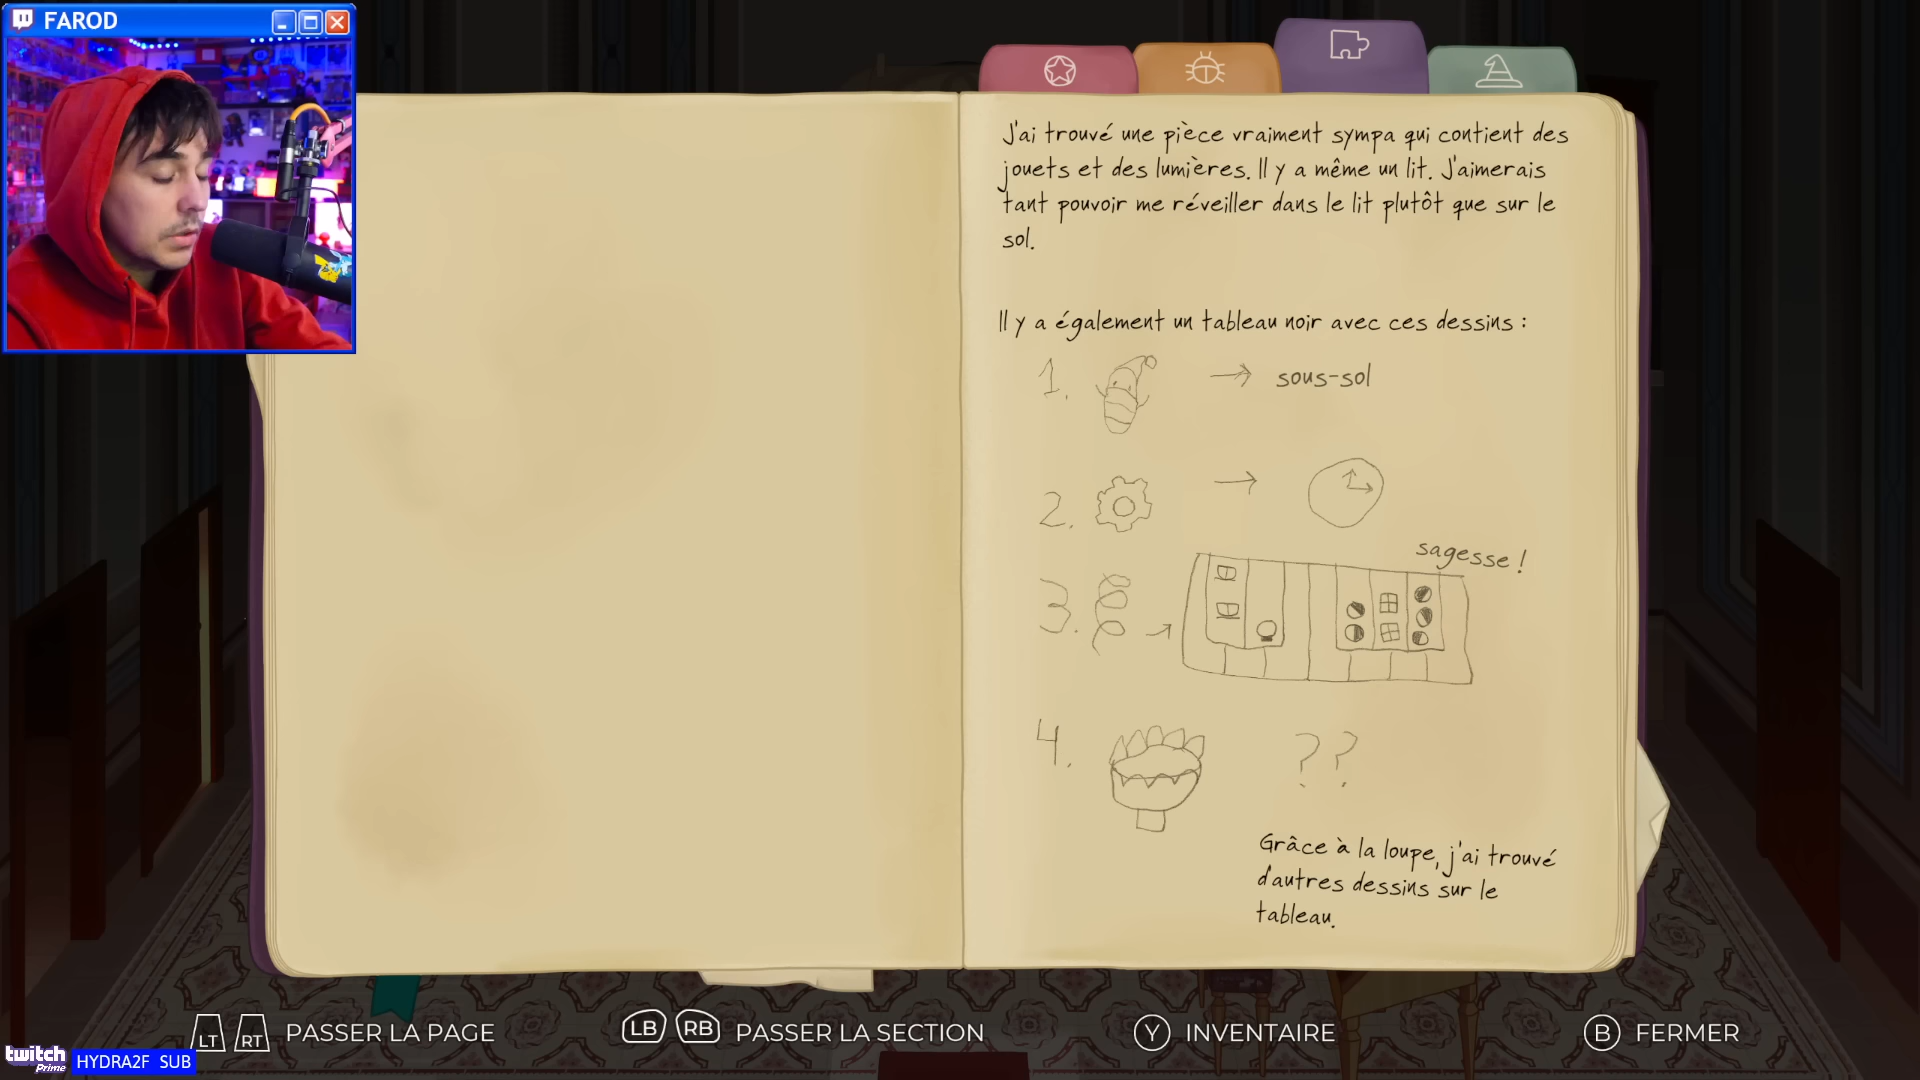 FAROD
J'ai trouvé une pièce vraiment sympa qui contient des
jouets et des lumières. Il y a même un lit. J'aimerais
tant pouvoir me réveiller dans le lit plutôt que sur le
sol.
Il y a également un tableau noir avec ces dessins :
1. → sous-sol
2. →
sagesse !
3. →
4. ??
Grâce à la loupe, j'ai trouvé
d'autres dessins sur le
tableau.
LT RT PASSER LA PAGE LB RB PASSER LA SECTION Y INVENTAIRE B FERMER
twitch
Prime
HYDRA2F SUB